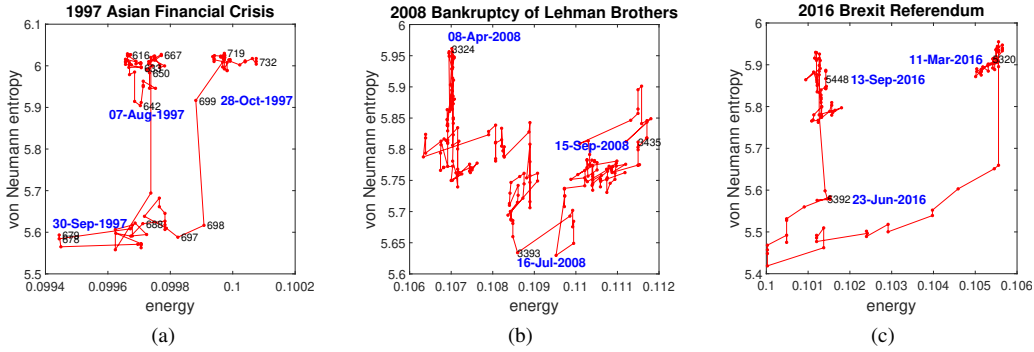 1997 Asian Financial Crisis
6.1
6
5.9
5.8
5.7
5.6
5.5
0.0994
0.0996
0.0998
0.1
0.1002
von Neumann entropy
energy
616
667
650
642
07-Aug-1997
719
732
699
28-Oct-1997
30-Sep-1997
679
678
688
697
698
(a)
2008 Bankruptcy of Lehman Brothers
6
5.95
5.9
5.85
5.8
5.75
5.7
5.65
5.6
0.106
0.107
0.108
0.109
0.11
0.111
0.112
von Neumann entropy
energy
08-Apr-2008
3324
15-Sep-2008
3435
3393
16-Jul-2008
(b)
2016 Brexit Referendum
6
5.9
5.8
5.7
5.6
5.5
5.4
0.1
0.101
0.102
0.103
0.104
0.105
0.106
von Neumann entropy
energy
11-Mar-2016
5320
5448
13-Sep-2016
5392
23-Jun-2016
(c)